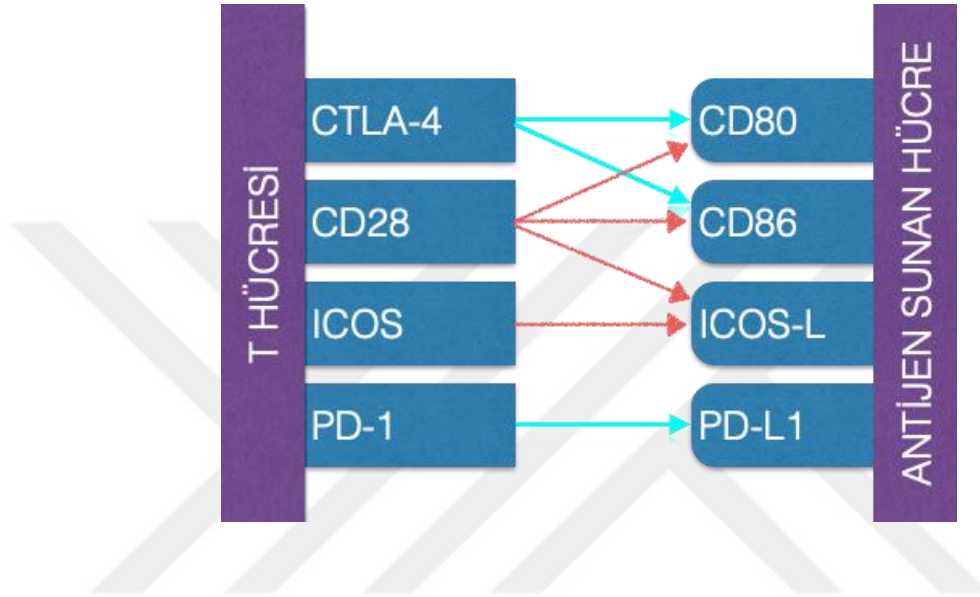 T HÜCRESİ
CTLA-4
CD28
ICOS
PD-1
CD80
CD86
ICOS-L
PD-L1
ANTİJEN SUNAN HÜCRE